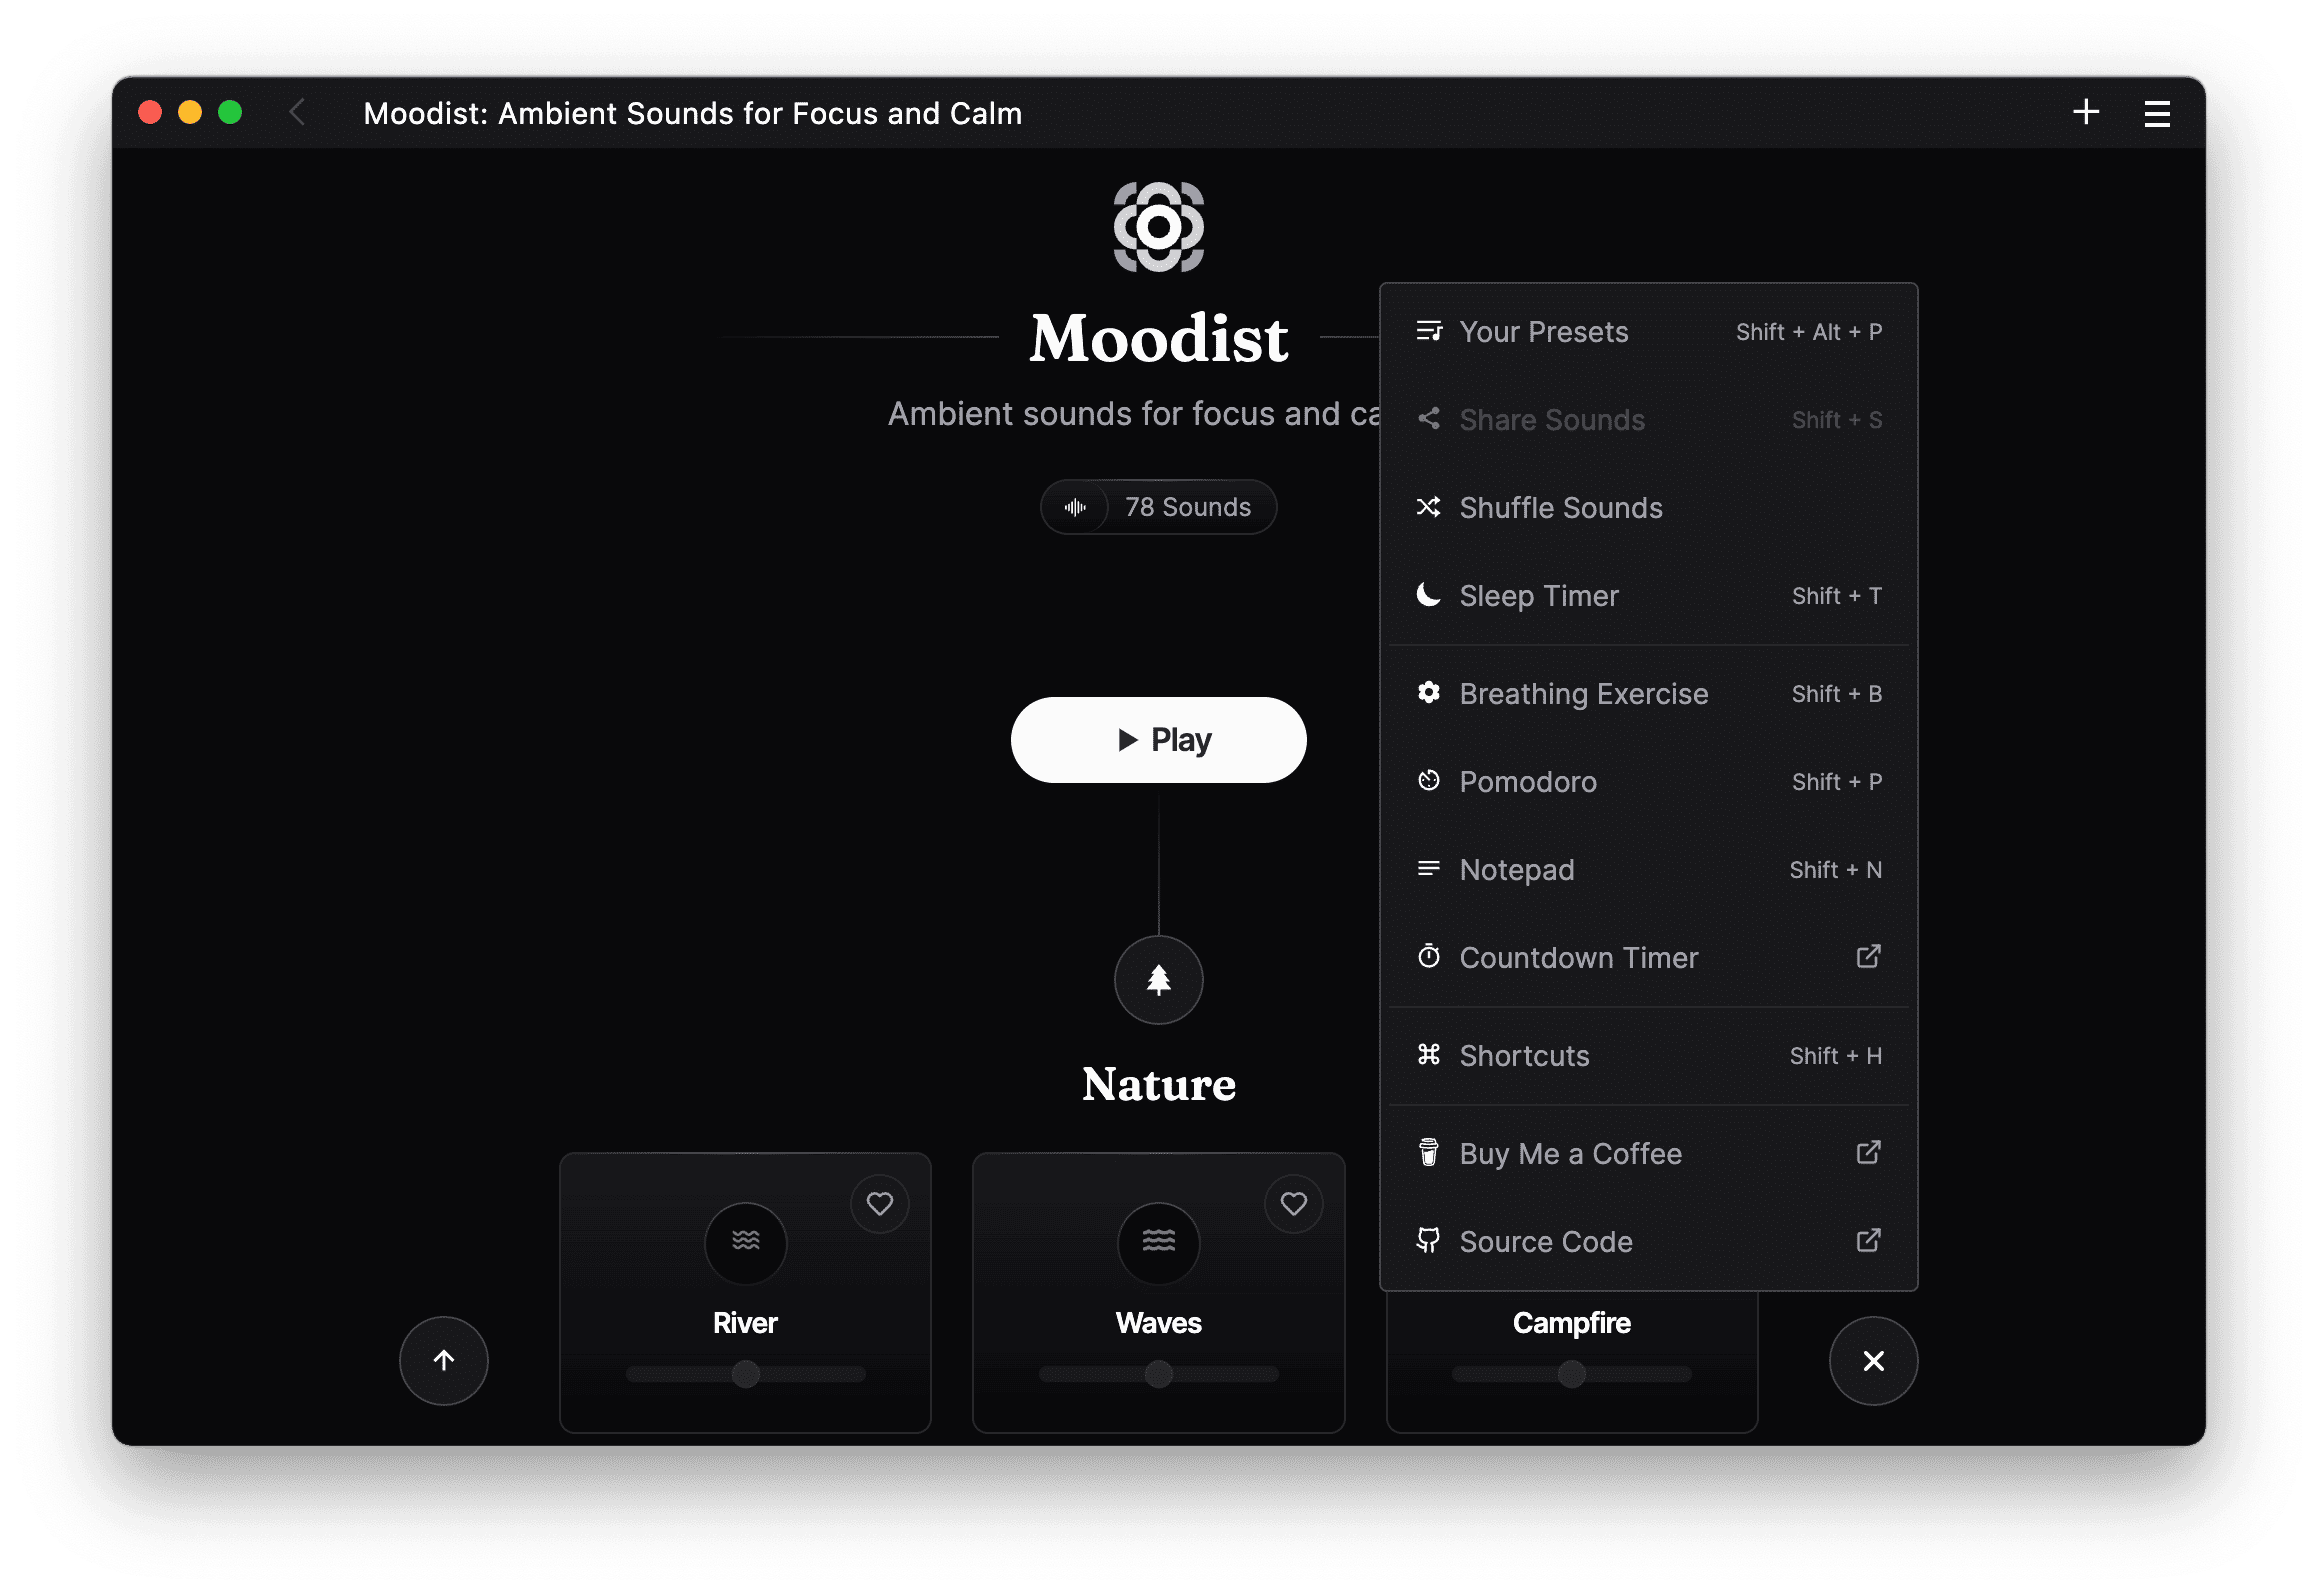 Moodist: Ambient Sounds for Focus and Calm
Moodist
Ambient sounds for focus and ca
78 Sounds
Play
Nature
River
Waves
Campfire
Your Presets Shift + Alt + P
Share Sounds Shift + S
Shuffle Sounds
Sleep Timer Shift + T
Breathing Exercise Shift + B
Pomodoro Shift + P
Notepad Shift + N
Countdown Timer
Shortcuts Shift + H
Buy Me a Coffee
Source Code